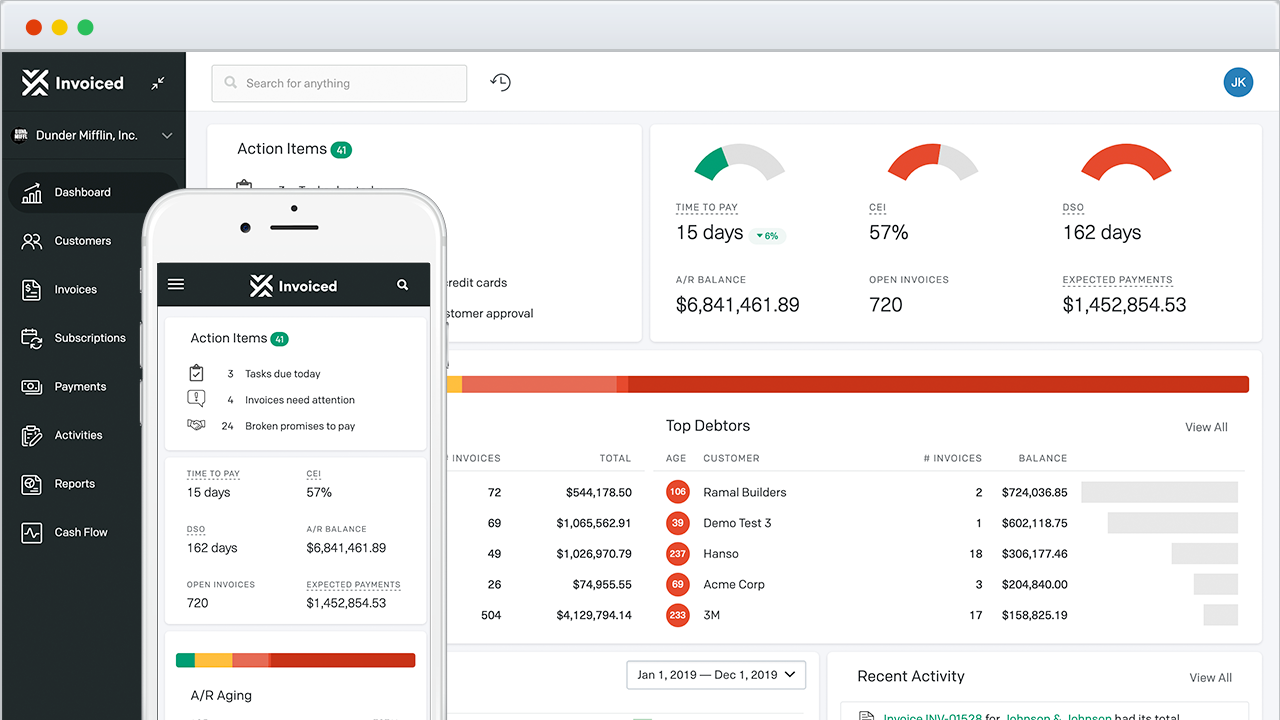 Invoiced
Search for anything
JK
Dunder Mifflin, Inc.
Dashboard
Customers
Invoices
Subscriptions
Payments
Activities
Reports
Cash Flow
Action Items 41
credit cards
customer approval
TIME TO PAY
15 days 6%
CEI
57%
DSO
162 days
A/R BALANCE
$6,841,461.89
OPEN INVOICES
720
EXPECTED PAYMENTS
$1,452,854.53
# INVOICES TOTAL
72 $544,178.50
69 $1,065,562.91
49 $1,026,970.79
26 $74,955.55
504 $4,129,794.14
Top Debtors View All
AGE CUSTOMER # INVOICES BALANCE
106 Ramal Builders 2 $724,036.85
39 Demo Test 3 1 $602,118.75
237 Hanso 18 $306,177.46
69 Acme Corp 3 $204,840.00
233 3M 17 $158,825.19
Jan 1, 2019 — Dec 1, 2019
Recent Activity View All
Invoice INV-01528 for Johnson & Johnson had its total
Invoiced
Action Items 41
3 Tasks due today
4 Invoices need attention
24 Broken promises to pay
TIME TO PAY
15 days
CEI
57%
DSO
162 days
A/R BALANCE
$6,841,461.89
OPEN INVOICES
720
EXPECTED PAYMENTS
$1,452,854.53
A/R Aging